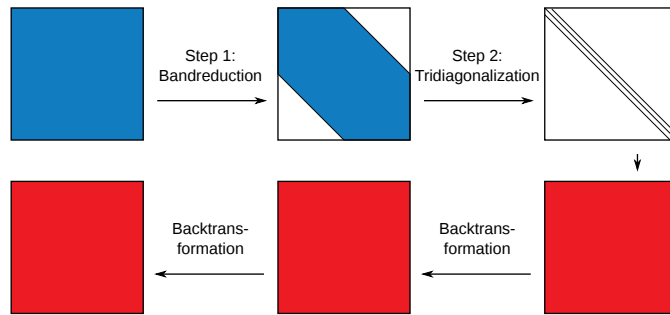 Step 1:
Bandreduction
Step 2:
Tridiagonalization
Backtrans-
formation
Backtrans-
formation